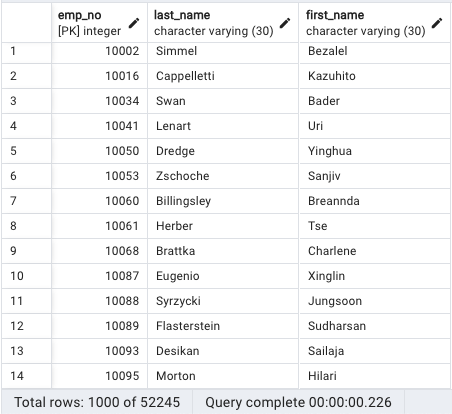 emp_no last_name first_name
[PK] integer character varying (30) character varying (30)
1 10002 Simmel Bezalel
2 10016 Cappelletti Kazuhito
3 10034 Swan Bader
4 10041 Lenart Uri
5 10050 Dredge Yinghua
6 10053 Zschoche Sanjiv
7 10060 Billingsley Breannda
8 10061 Herber Tse
9 10068 Brattka Charlene
10 10087 Eugenio Xinglin
11 10088 Syrzycki Jungsoon
12 10089 Flasterstein Sudharsan
13 10093 Desikan Sailaja
14 10095 Morton Hilari
Total rows: 1000 of 52245 Query complete 00:00:00.226